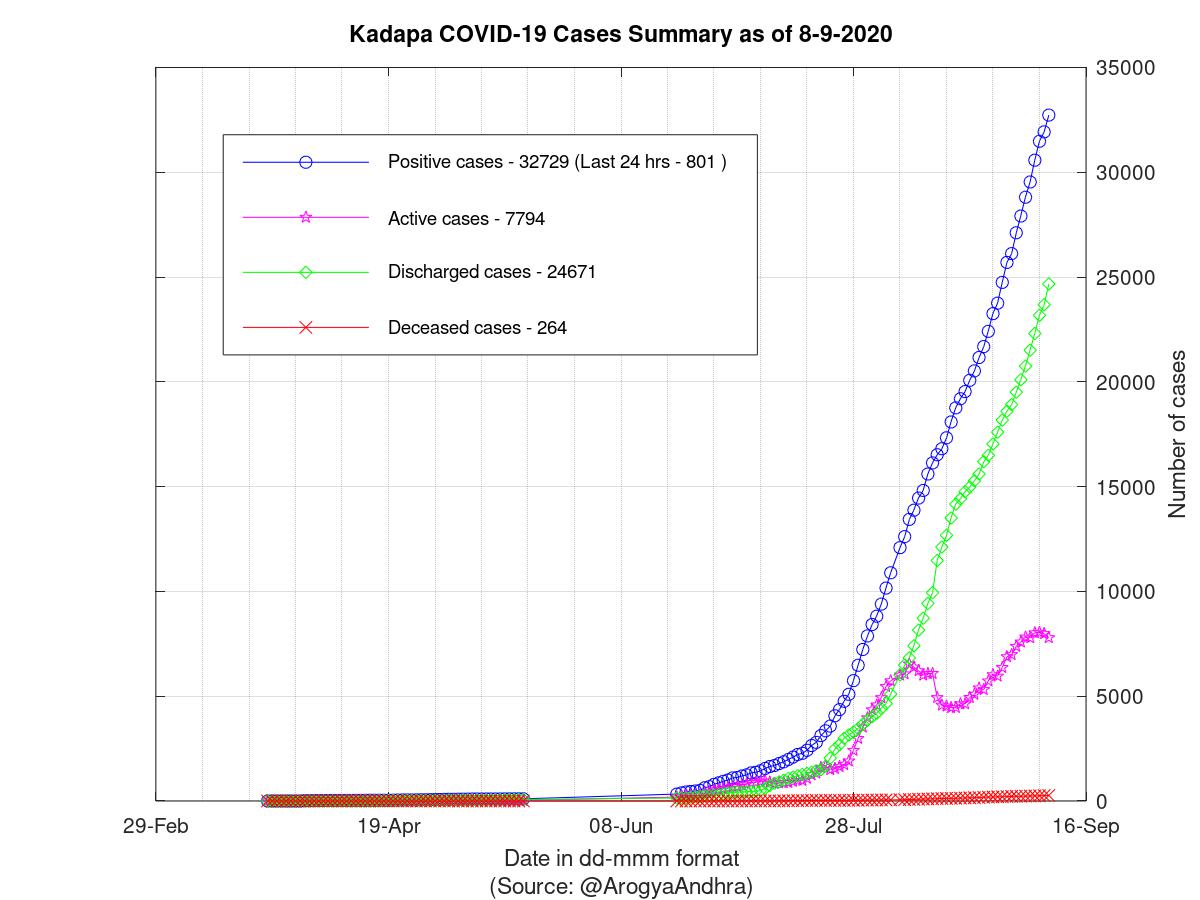 Kadapa COVID-19 Cases Summary as of 8-9-2020
35000
Positive cases - 32729 (Last 24 hrs - 801 )
30000
Active cases - 7794
Discharged cases - 24671
25000
Deceased cases - 264
20000
Number of cases
15000
10000
5000
0
29-Feb 19-Apr 08-Jun 28-Jul 16-Sep
Date in dd-mmm format
(Source: @ArogyaAndhra)